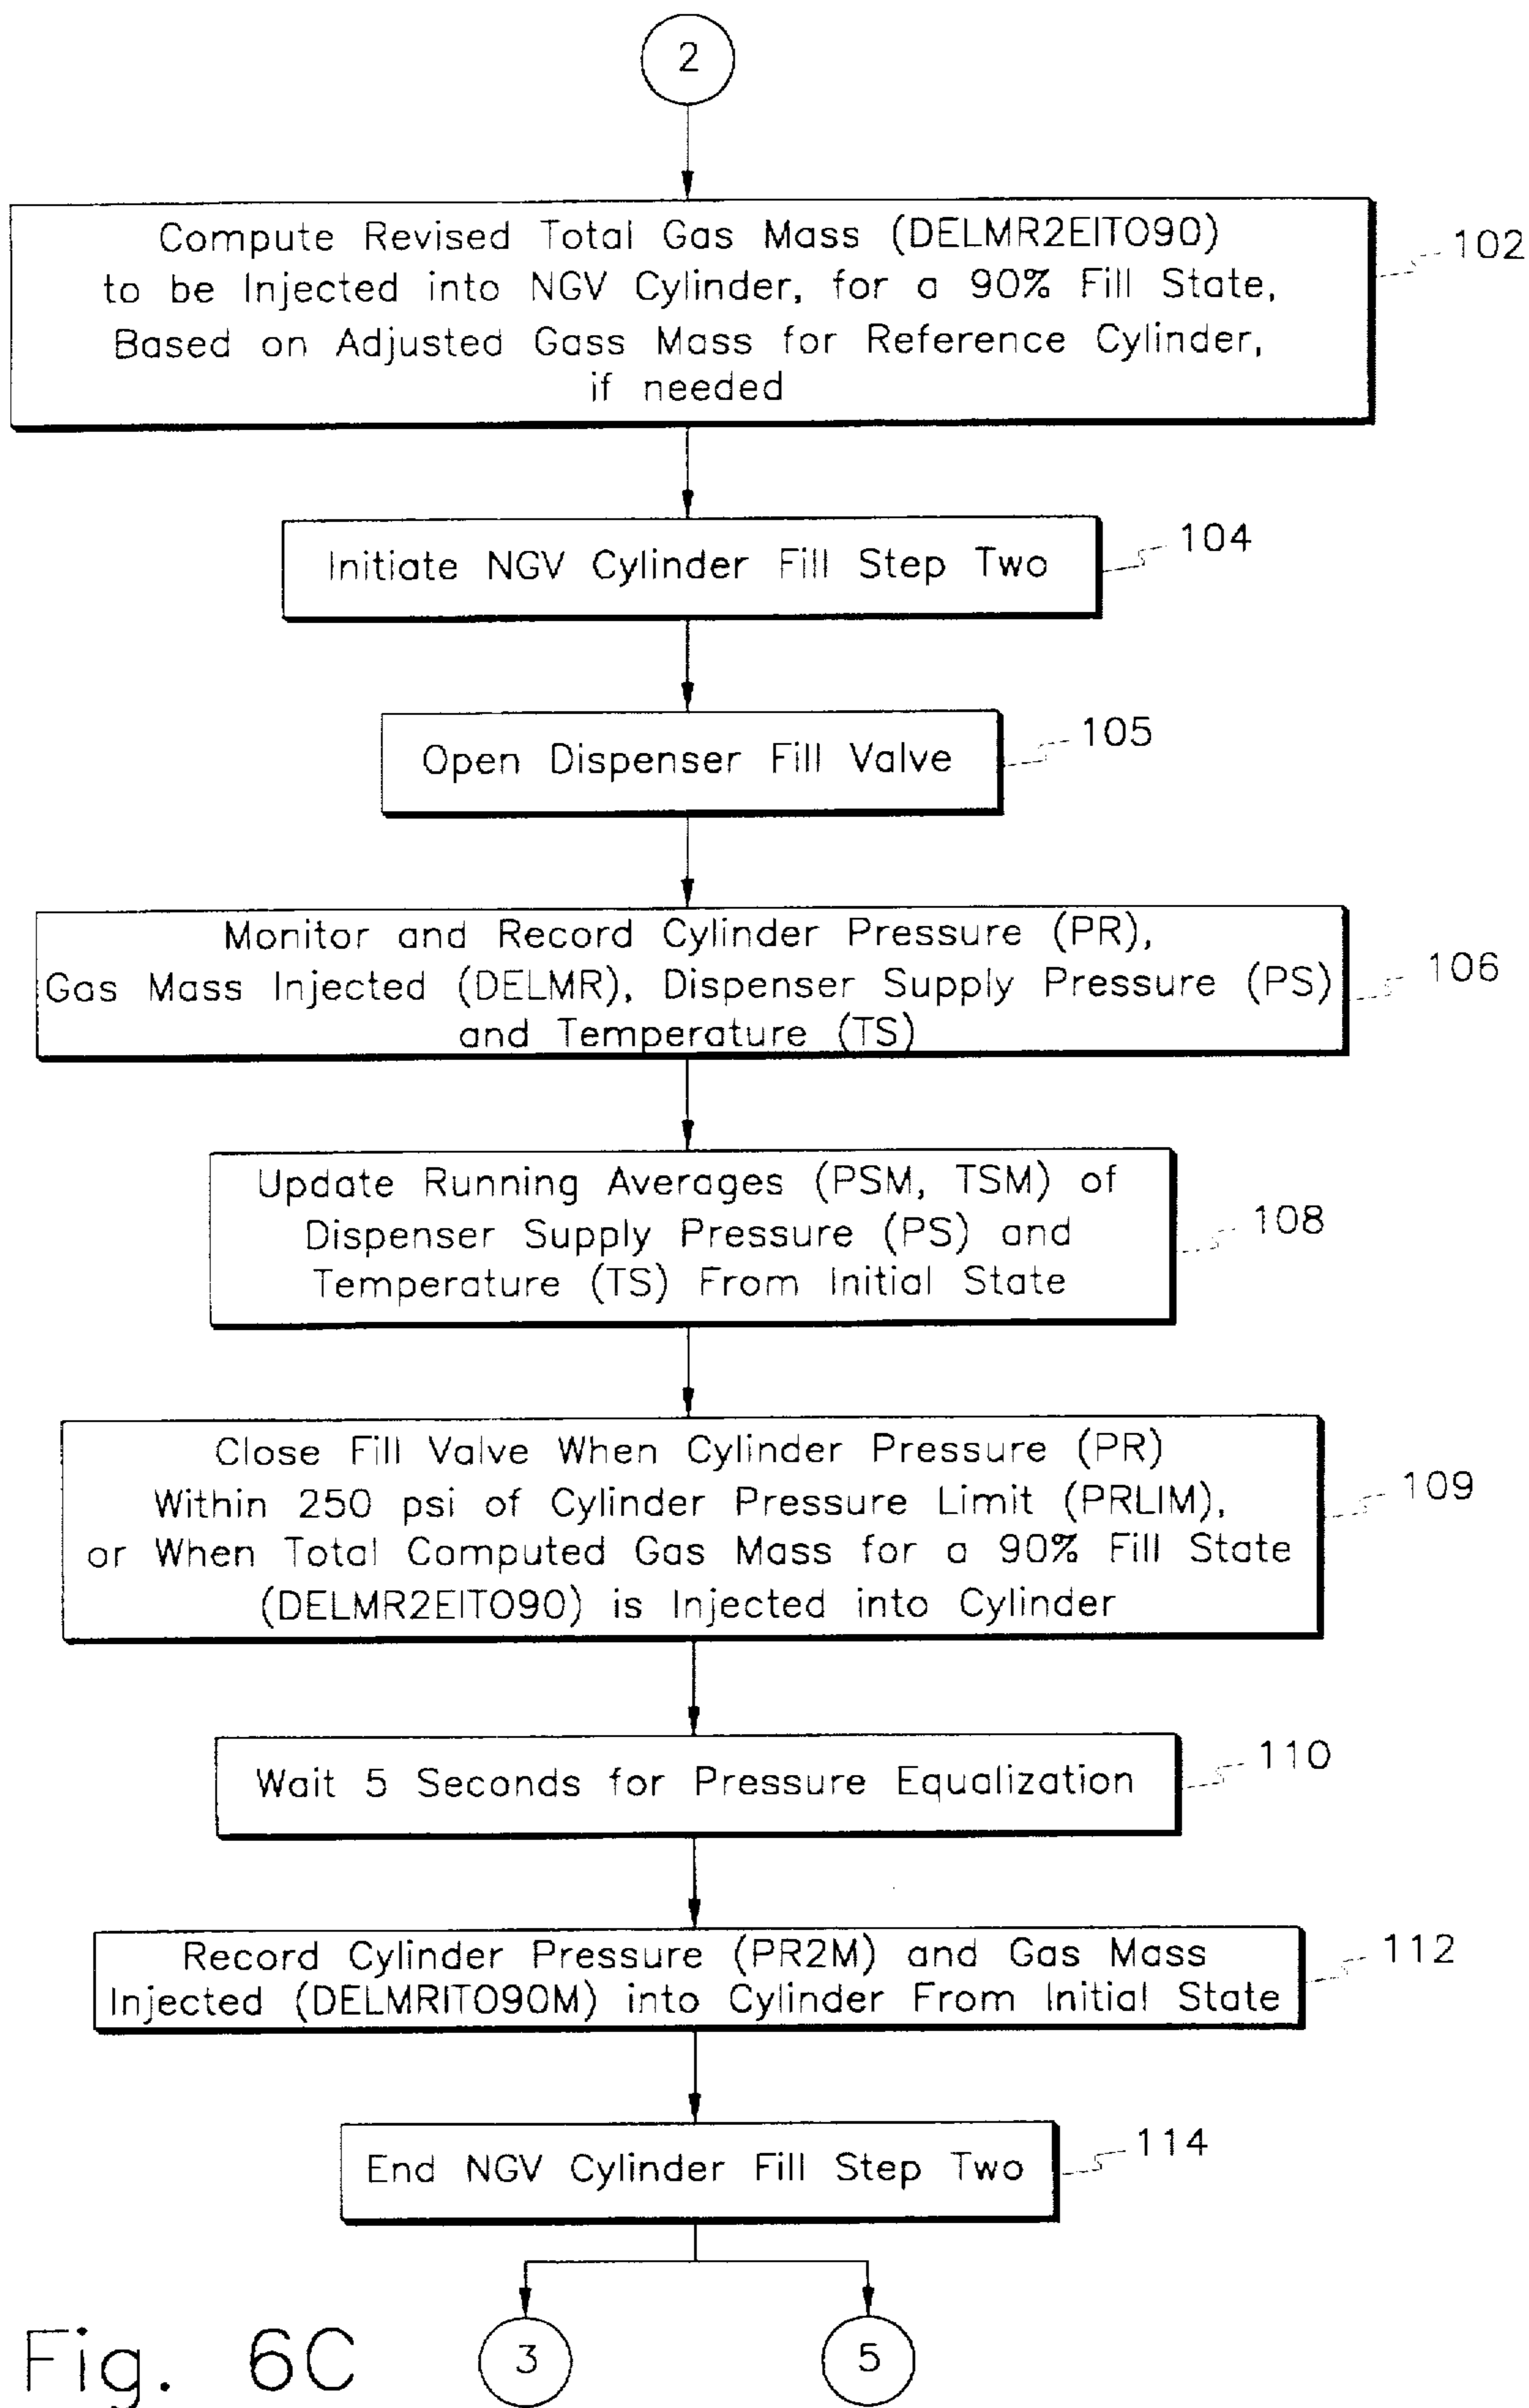 2
Compute Revised Total Gas Mass (DELMR2EITO90)
to be Injected into NGV Cylinder, for a 90% Fill State,
Based on Adjusted Gass Mass for Reference Cylinder,
if needed
102
Initiate NGV Cylinder Fill Step Two
104
Open Dispenser Fill Valve
105
Monitor and Record Cylinder Pressure (PR),
Gas Mass Injected (DELMR), Dispenser Supply Pressure (PS)
and Temperature (TS)
106
Update Running Averages (PSM, TSM) of
Dispenser Supply Pressure (PS) and
Temperature (TS) From Initial State
108
Close Fill Valve When Cylinder Pressure (PR)
Within 250 psi of Cylinder Pressure Limit (PRLIM),
or When Total Computed Gas Mass for a 90% Fill State
(DELMR2EITO90) is Injected into Cylinder
109
Wait 5 Seconds for Pressure Equalization
110
Record Cylinder Pressure (PR2M) and Gas Mass
Injected (DELMRITO90M) into Cylinder From Initial State
112
End NGV Cylinder Fill Step Two
114
3
5
Fig. 6C